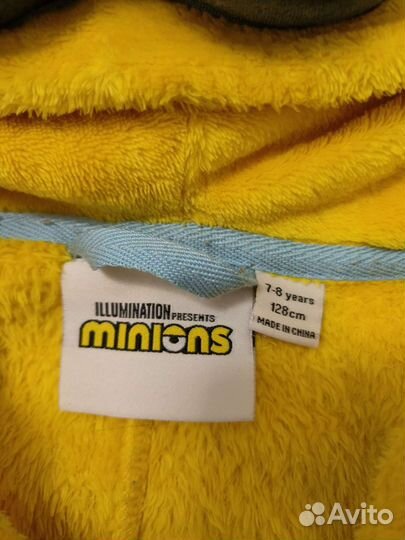 ILLUMINATION PRESENTS
minions
7-8 years
128cm
MADE IN CHINA
Avito